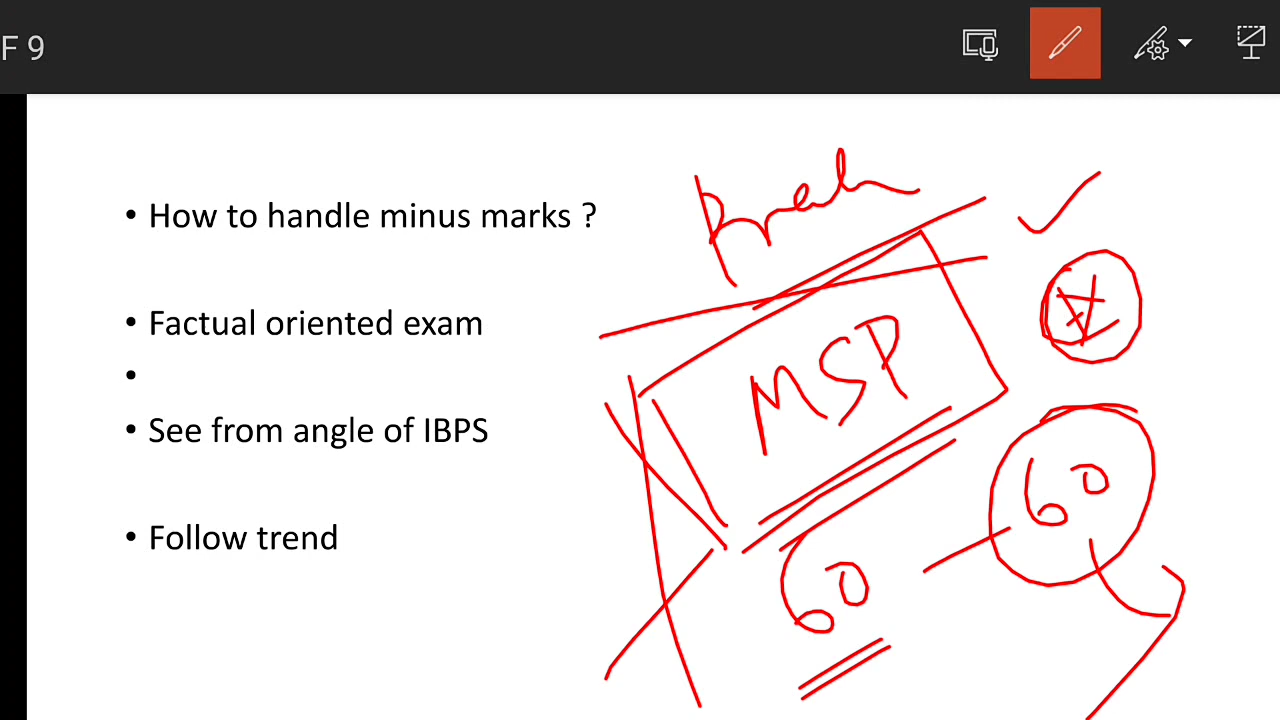 F 9
• How to handle minus marks ?
• Factual oriented exam
•
• See from angle of IBPS
• Follow trend
MSP
60
60